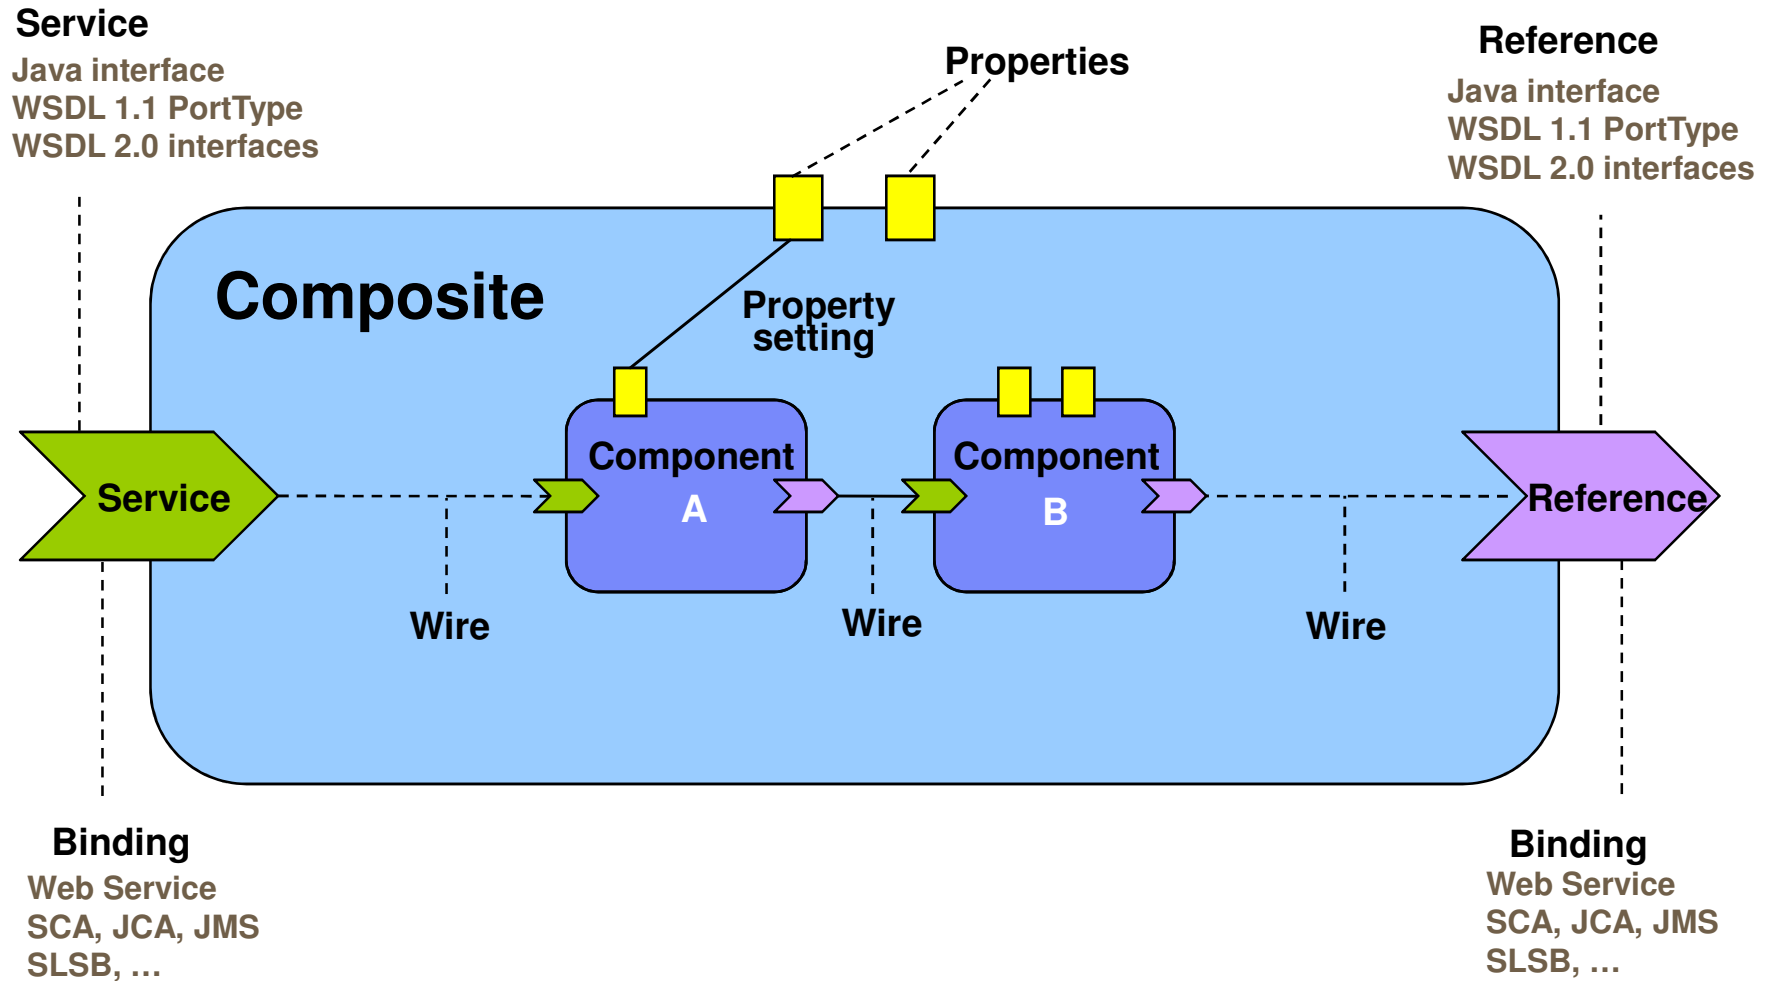 Service
Java interface
WSDL 1.1 PortType
WSDL 2.0 interfaces
Properties
Reference
Java interface
WSDL 1.1 PortType
WSDL 2.0 interfaces
Composite
Property
setting
Service
Component
A
Component
B
Reference
Wire
Wire
Wire
Binding
Web Service
SCA, JCA, JMS
SLSB, …
Binding
Web Service
SCA, JCA, JMS
SLSB, …